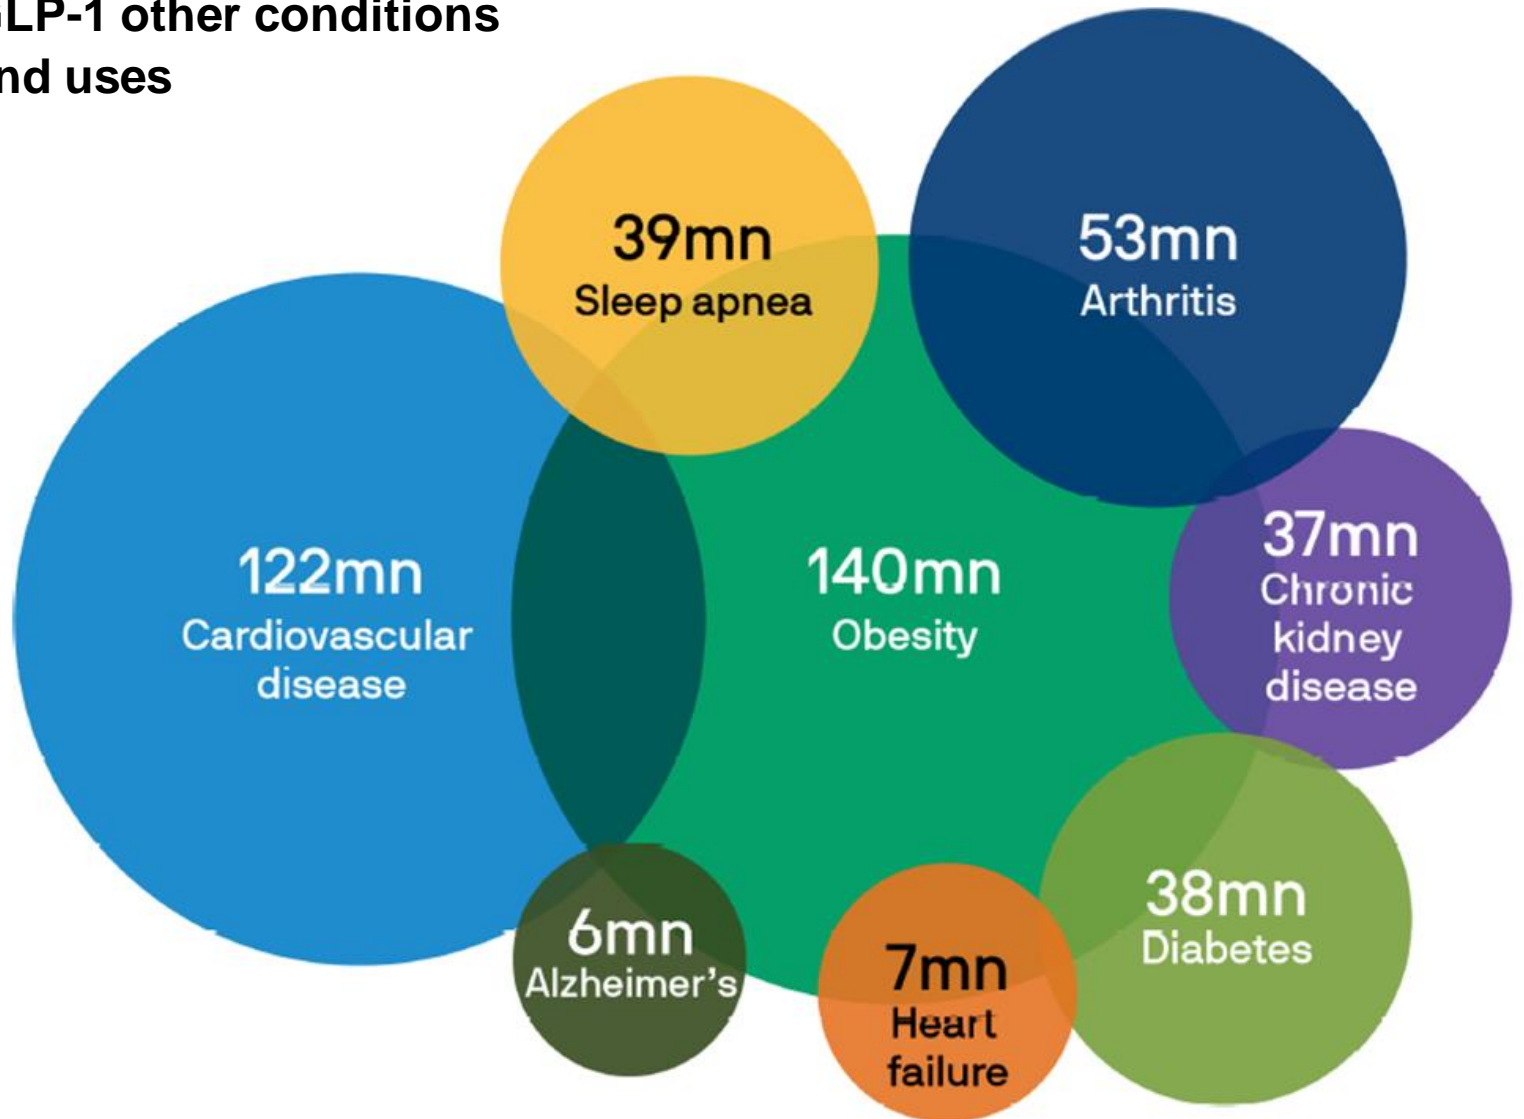 GLP-1 other conditions
nd uses
39mn
Sleep apnea
53mn
Arthritis
122mn
Cardiovascular
disease
140mn
Obesity
37mn
Chronic
kidney
disease
6mn
Alzheimer’s
7mn
Heart
failure
38mn
Diabetes